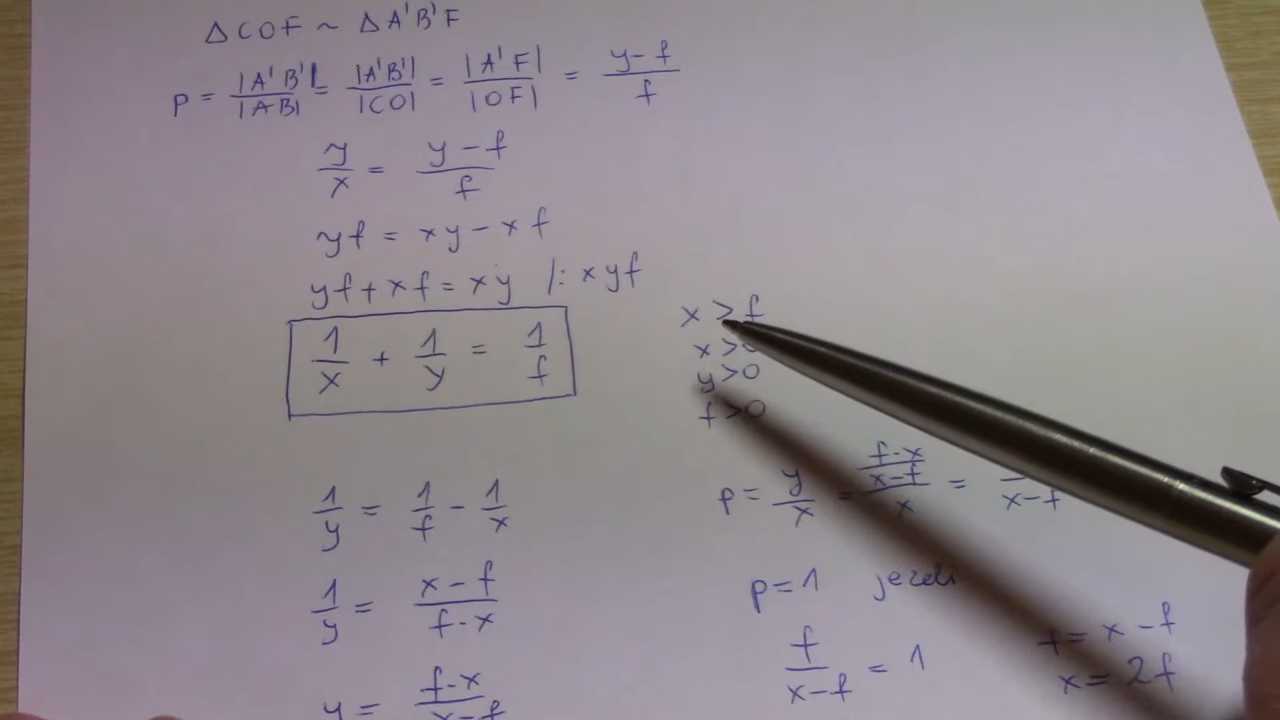 ΔCOF ~ ΔA'B'F
p = |A'B'|/|AB| = |A'B'|/|CO| = |A'F|/|OF| = y-f/f
y/x = y-f/f
yf = xy - xf
yf + xf = xy /: xyf
1/x + 1/y = 1/f
x > f
x >
y > 0
f > 0
1/y = 1/f - 1/x
p = y/x = f·x/x-f/x = /x-f
1/y = x-f/f·x
p = 1 jeżeli
f/x-f = 1
f = x - f
x = 2f
y = f·x/x-f